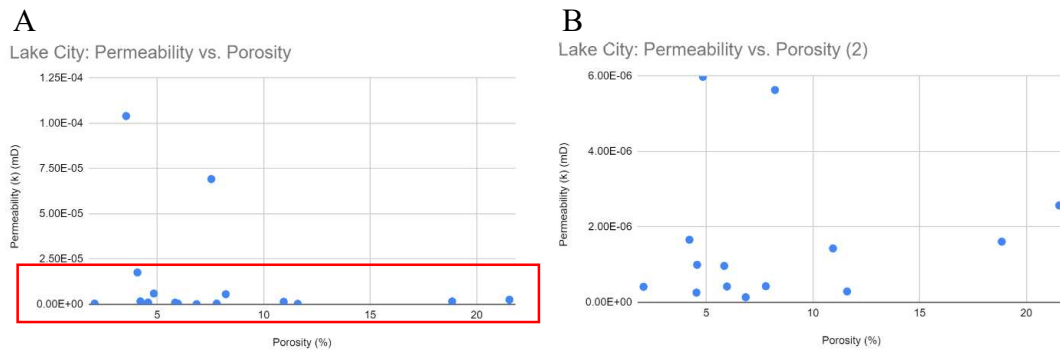 A
Lake City: Permeability vs. Porosity
1.25E-04
1.00E-04
7.50E-05
5.00E-05
2.50E-05
0.00E+00
Permeability (k) (mD)
5
10
15
20
Porosity (%)
B
Lake City: Permeability vs. Porosity (2)
6.00E-06
4.00E-06
2.00E-06
0.00E+00
Permeability (k) (mD)
5
10
15
20
Porosity (%)